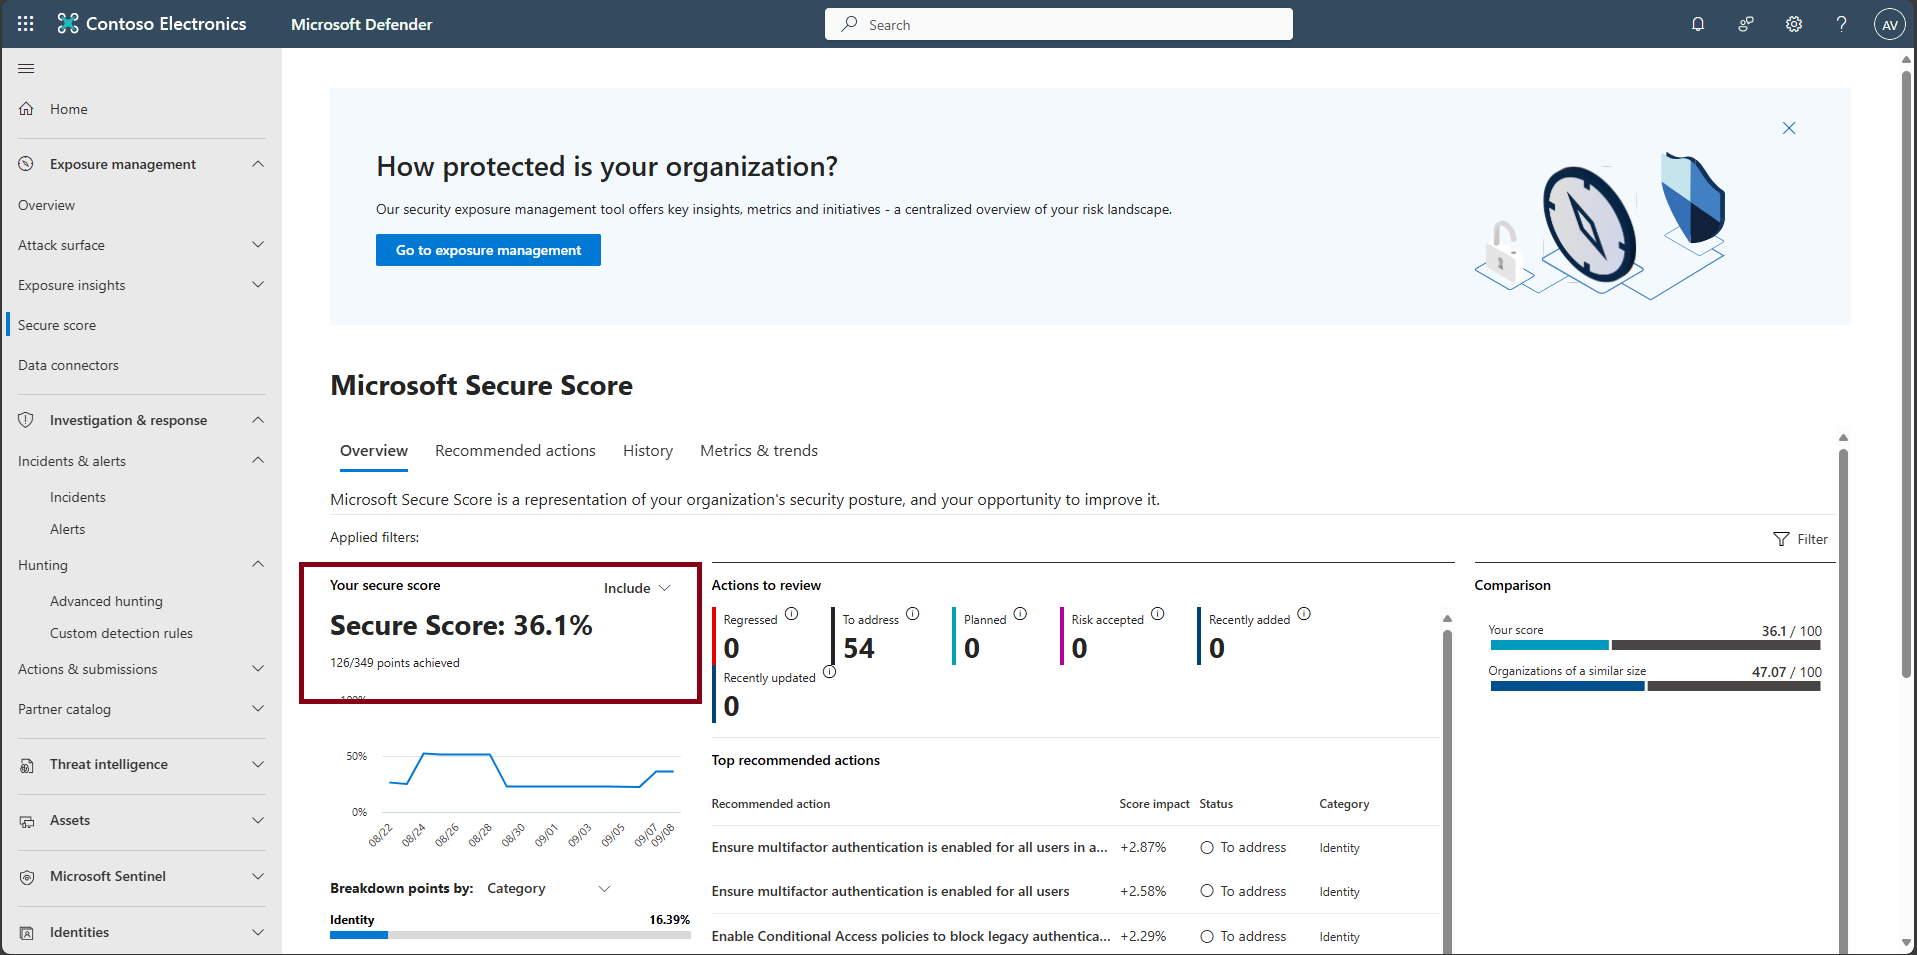 Contoso Electronics
Microsoft Defender
Search
AV
Home
Exposure management
Overview
Attack surface
Exposure insights
Secure score
Data connectors
Investigation & response
Incidents & alerts
Incidents
Alerts
Hunting
Advanced hunting
Custom detection rules
Actions & submissions
Partner catalog
Threat intelligence
Assets
Microsoft Sentinel
Identities
How protected is your organization?
Our security exposure management tool offers key insights, metrics and initiatives - a centralized overview of your risk landscape.
Go to exposure management
Microsoft Secure Score
Overview
Recommended actions
History
Metrics & trends
Microsoft Secure Score is a representation of your organization's security posture, and your opportunity to improve it.
Applied filters:
Filter
Your secure score
Include
Secure Score: 36.1%
126/349 points achieved
100%
50%
0%
08/22
08/24
08/26
08/28
08/30
09/01
09/03
09/05
09/07
09/08
Breakdown points by: Category
Identity 16.39%
Actions to review
Regressed
0
To address
54
Planned
0
Risk accepted
0
Recently added
0
Recently updated
0
Top recommended actions
Recommended action Score impact Status Category
Ensure multifactor authentication is enabled for all users in a... +2.87% To address Identity
Ensure multifactor authentication is enabled for all users +2.58% To address Identity
Enable Conditional Access policies to block legacy authentica... +2.29% To address Identity
Comparison
Your score 36.1 / 100
Organizations of a similar size 47.07 / 100